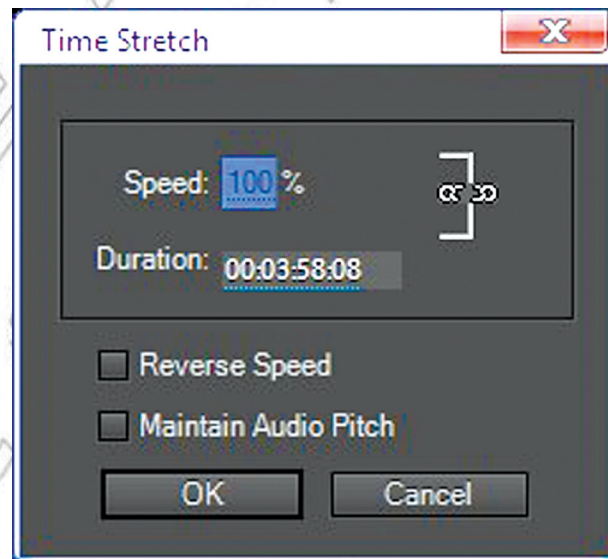 Time Stretch
Speed: 100 %
Duration: 00:03:58:08
Reverse Speed
Maintain Audio Pitch
OK
Cancel